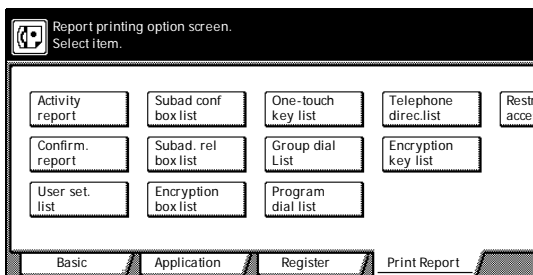 Report printing option screen.
Select item.
Activity
report
Subad conf
box list
One-touch
key list
Telephone
direc.list
Confirm.
report
Subad. rel
box list
Group dial
List
Encryption
key list
User set.
list
Encryption
box list
Program
dial list
Basic
Application
Register
Print Report